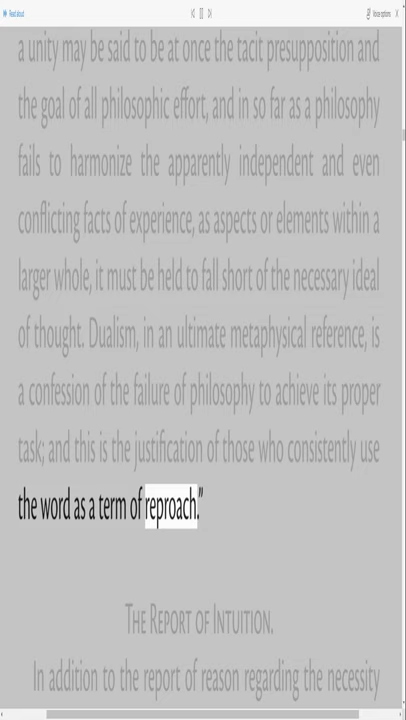 Read aloud
Voice options
a unity may be said to be at once the tacit presupposition and
the goal of all philosophic effort, and in so far as a philosophy
fails to harmonize the apparently independent and even
conflicting facts of experience, as aspects or elements within a
larger whole, it must be held to fall short of the necessary ideal
of thought. Dualism, in an ultimate metaphysical reference, is
a confession of the failure of philosophy to achieve its proper
task; and this is the justification of those who consistently use
the word as a term of reproach.”
The Report of Intuition.
In addition to the report of reason regarding the necessity